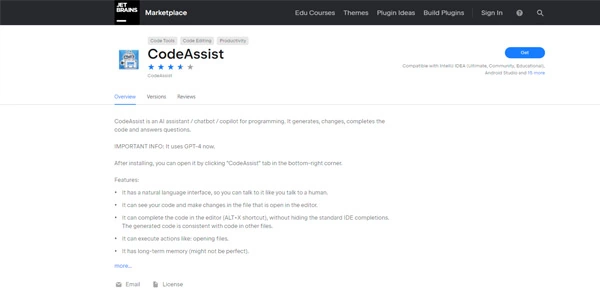 JET
BRAINS
Marketplace
Edu Courses
Themes
Plugin Ideas
Build Plugins
Sign In
Code Tools
Code Editing
Productivity
CodeAssist
CodeAssist
Get
Compatible with IntelliJ IDEA (Ultimate, Community, Educational),
Android Studio and 15 more
Overview
Versions
Reviews
CodeAssist is an AI assistant / chatbot / copilot for programming. It generates, changes, completes the
code and answers questions.
IMPORTANT INFO: It uses GPT-4 now.
After installing, you can open it by clicking "CodeAssist" tab in the bottom-right corner.
Features:
• It has a natural language interface, so you can talk to it like you talk to a human.
• It can see your code and make changes in the file that is open in the editor.
• It can complete the code in the editor (ALT+X shortcut), without hiding the standard IDE completions.
The generated code is consistent with code in other files.
• It can execute actions like: opening files.
• It has long-term memory (might not be perfect).
more...
Email
License